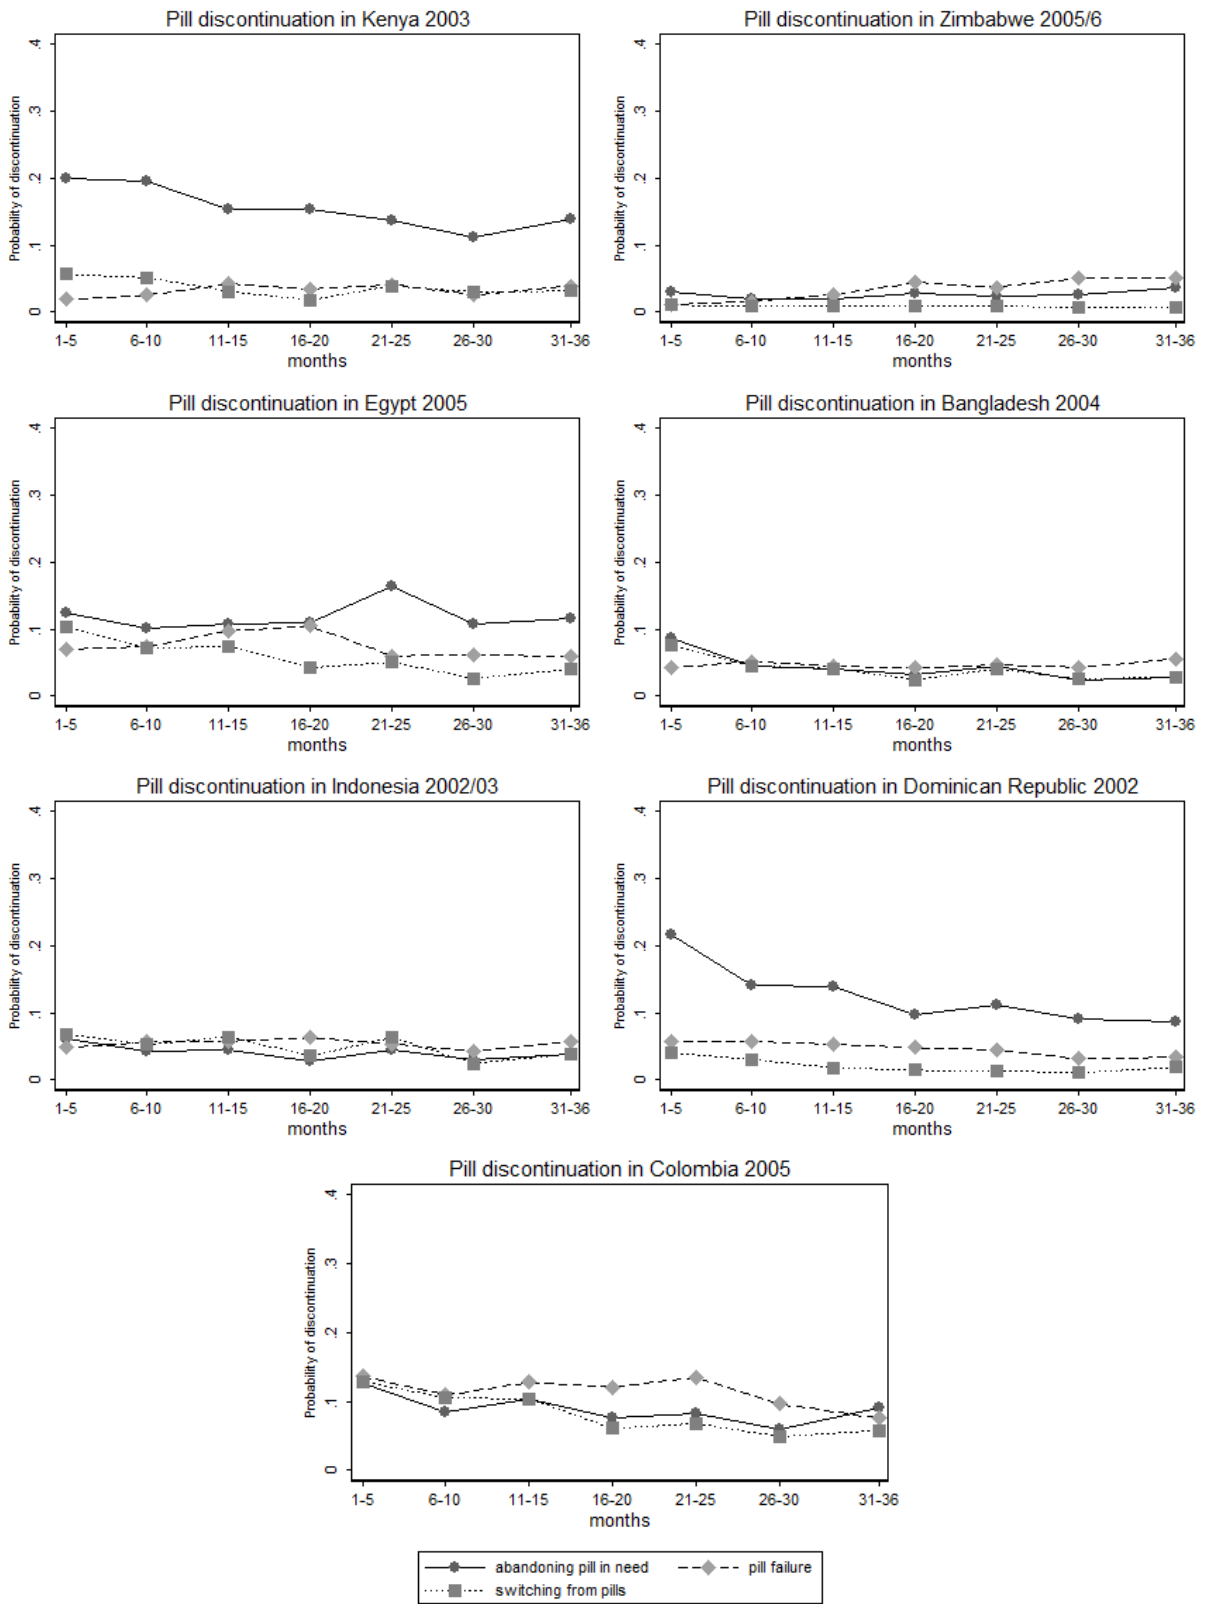 Pill discontinuation in Kenya 2003
Probability of discontinuation
.4
.3
.2
.1
0
1-5 6-10 11-15 16-20 21-25 26-30 31-36
months
Pill discontinuation in Zimbabwe 2005/6
Probability of discontinuation
.4
.3
.2
.1
0
1-5 6-10 11-15 16-20 21-25 26-30 31-36
months
Pill discontinuation in Egypt 2005
Probability of discontinuation
.4
.3
.2
.1
0
1-5 6-10 11-15 16-20 21-25 26-30 31-36
months
Pill discontinuation in Bangladesh 2004
Probability of discontinuation
.4
.3
.2
.1
0
1-5 6-10 11-15 16-20 21-25 26-30 31-36
months
Pill discontinuation in Indonesia 2002/03
Probability of discontinuation
.4
.3
.2
.1
0
1-5 6-10 11-15 16-20 21-25 26-30 31-36
months
Pill discontinuation in Dominican Republic 2002
Probability of discontinuation
.4
.3
.2
.1
0
1-5 6-10 11-15 16-20 21-25 26-30 31-36
months
Pill discontinuation in Colombia 2005
Probability of discontinuation
.4
.3
.2
.1
0
1-5 6-10 11-15 16-20 21-25 26-30 31-36
months
abandoning pill in need pill failure
switching from pills